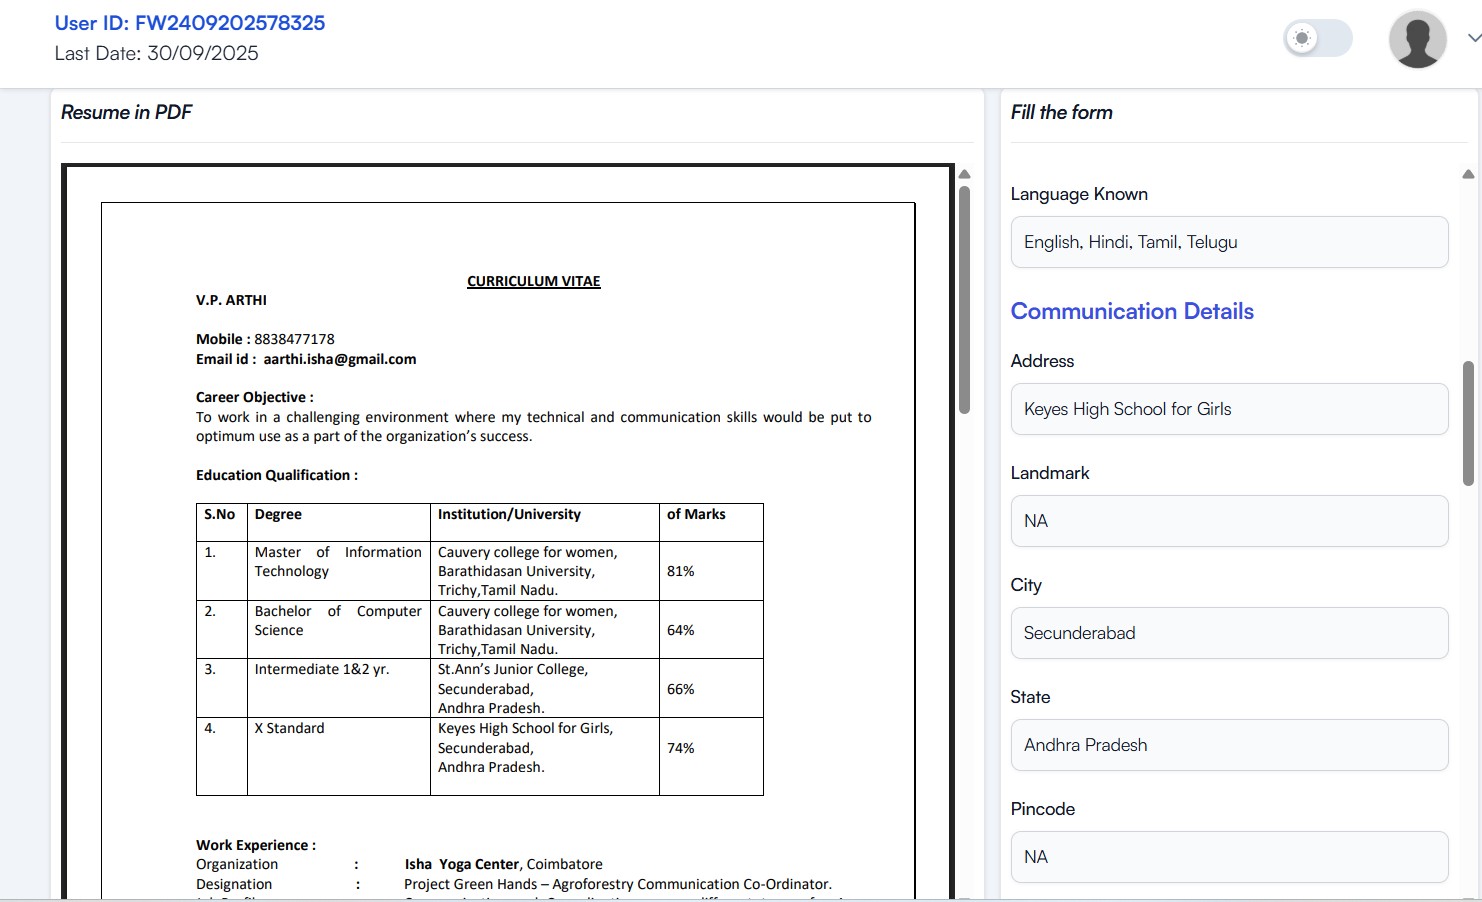 User ID: FW2409202578325
Last Date: 30/09/2025
Resume in PDF
CURRICULUM VITAE
V.P. ARTHI
Mobile : 8838477178
Email id : aarthi.isha@gmail.com
Career Objective :
To work in a challenging environment where my technical and communication skills would be put to
optimum use as a part of the organization's success.
Education Qualification :
S.No Degree Institution/University of Marks
1. Master of Information Technology Cauvery college for women, Barathidasan University, Trichy,Tamil Nadu. 81%
2. Bachelor of Computer Science Cauvery college for women, Barathidasan University, Trichy,Tamil Nadu. 64%
3. Intermediate 1&2 yr. St.Ann's Junior College, Secunderabad, Andhra Pradesh. 66%
4. X Standard Keyes High School for Girls, Secunderabad, Andhra Pradesh. 74%
Work Experience :
Organization : Isha Yoga Center, Coimbatore
Designation : Project Green Hands – Agroforestry Communication Co-Ordinator.
Fill the form
Language Known
English, Hindi, Tamil, Telugu
Communication Details
Address
Keyes High School for Girls
Landmark
NA
City
Secunderabad
State
Andhra Pradesh
Pincode
NA